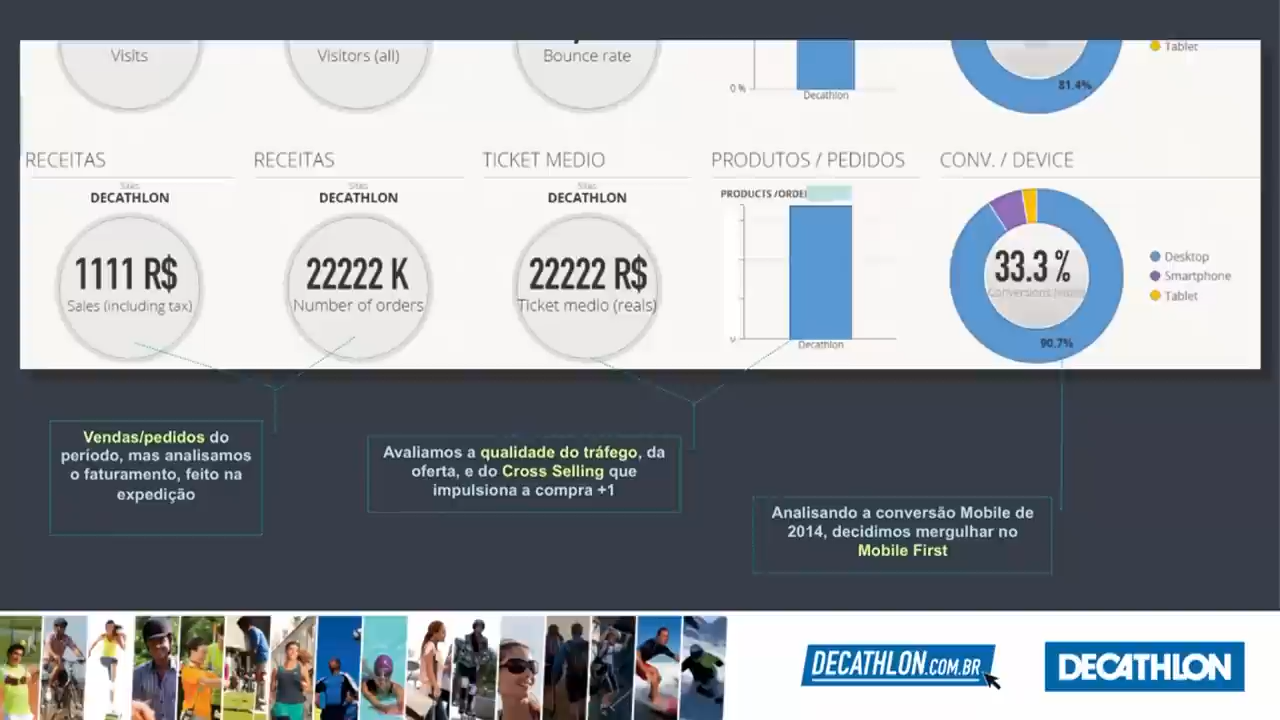 Visits
Visitors (all)
Bounce rate
0 %
Decathlon
81.4%
Tablet
RECEITAS
RECEITAS
TICKET MEDIO
PRODUTOS / PEDIDOS
CONV. / DEVICE
Sites
DECATHLON
Sites
DECATHLON
Sites
DECATHLON
PRODUCTS /ORDE
1111 R$
Sales (including tax)
22222 K
Number of orders
22222 R$
Ticket medio (reals)
Decathlon
33.3 %
90.7%
Desktop
Smartphone
Tablet
Vendas/pedidos do
período, mas analisamos
o faturamento, feito na
expedição
Avaliamos a qualidade do tráfego, da
oferta, e do Cross Selling que
impulsiona a compra +1
Analisando a conversão Mobile de
2014, decidimos mergulhar no
Mobile First
DECATHLON.COM.BR
DECATHLON